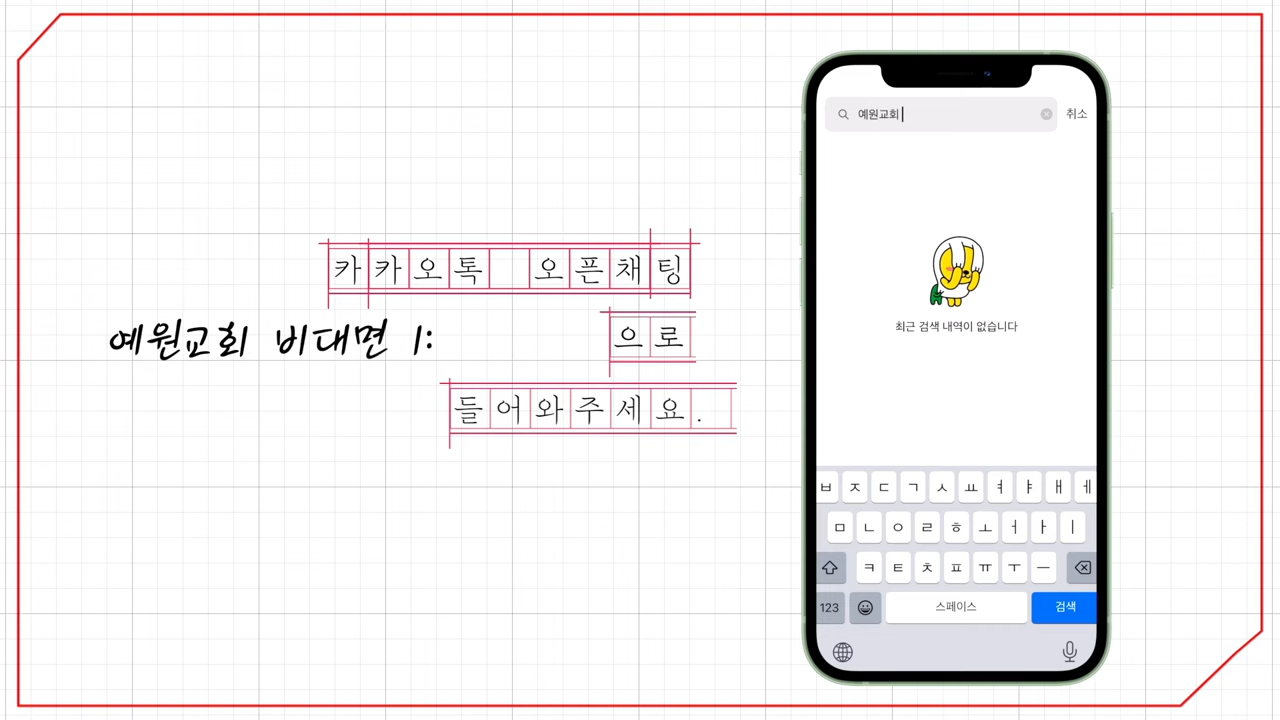 카카오톡 오픈채팅
예원교회 비대면 1:
으로
들어와주세요.
예원교회
취소
최근 검색 내역이 없습니다
ㅂ ㅈ ㄷ ㄱ ㅅ ㅛ ㅕ ㅑ ㅐ ㅔ
ㅁ ㄴ ㅇ ㄹ ㅎ ㅗ ㅓ ㅏ ㅣ
ㅋ ㅌ ㅊ ㅍ ㅠ ㅜ ㅡ
123 스페이스 검색